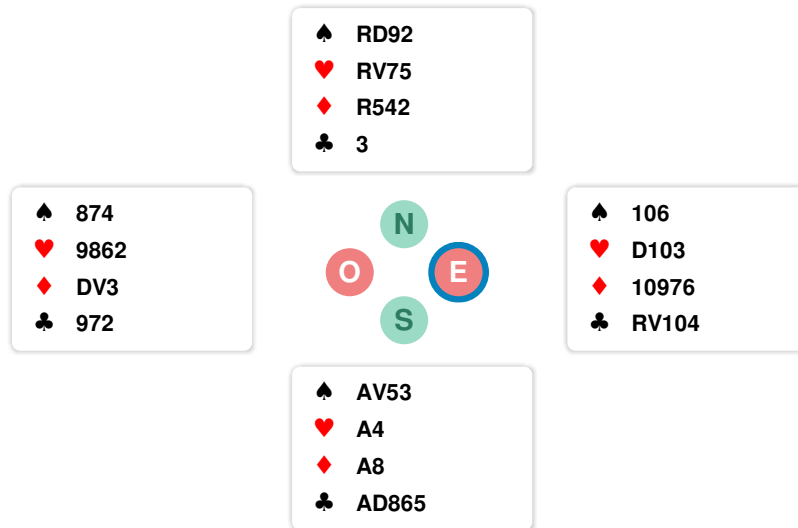 ♠ RD92
♥ RV75
♦ R542
♣ 3
♠ 874
♥ 9862
♦ DV3
♣ 972
N
O
E
S
♠ 106
♥ D103
♦ 10976
♣ RV104
♠ AV53
♥ A4
♦ A8
♣ AD865